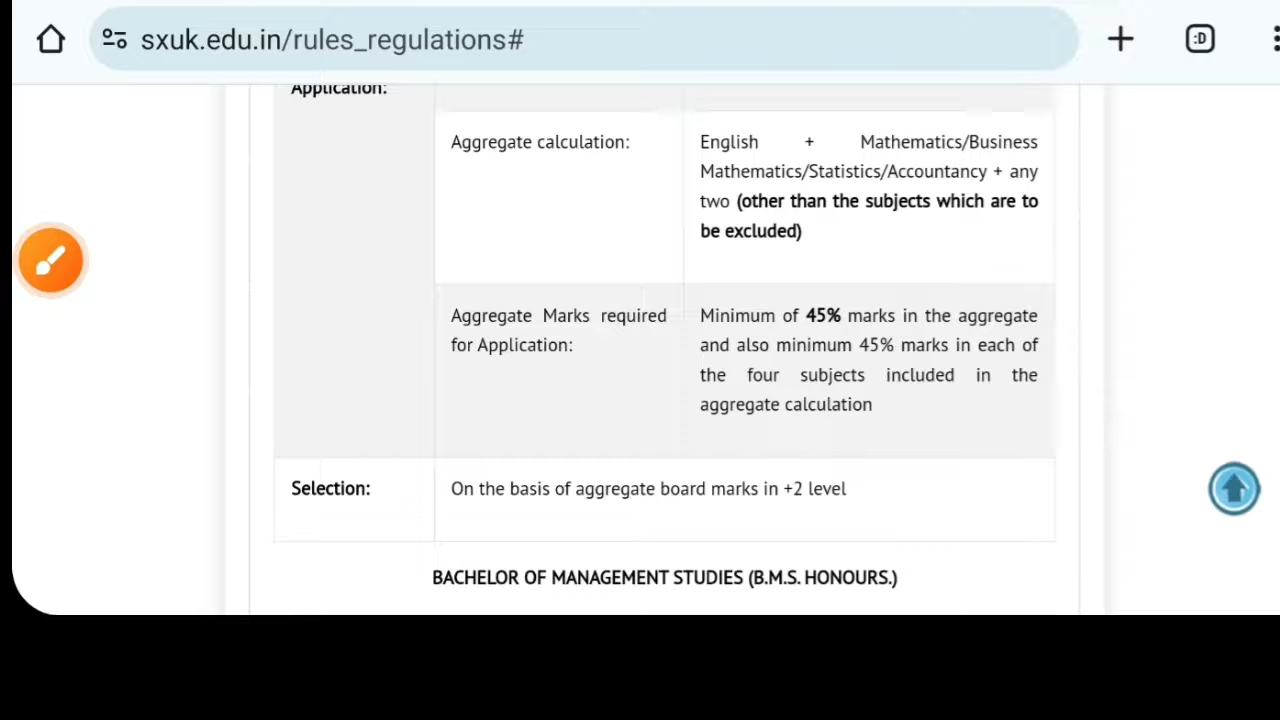 sxuk.edu.in/rules_regulations#
:D
Application:
Aggregate calculation:
English + Mathematics/Business
Mathematics/Statistics/Accountancy + any
two (other than the subjects which are to
be excluded)
Aggregate Marks required
for Application:
Minimum of 45% marks in the aggregate
and also minimum 45% marks in each of
the four subjects included in the
aggregate calculation
Selection:
On the basis of aggregate board marks in +2 level
BACHELOR OF MANAGEMENT STUDIES (B.M.S. HONOURS.)